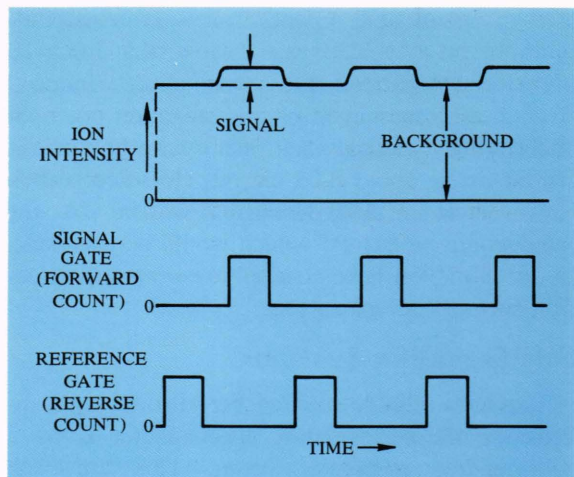 ION
INTENSITY
SIGNAL
BACKGROUND
0
SIGNAL
GATE
(FORWARD
COUNT)
0
REFERENCE
GATE
(REVERSE
COUNT)
0
TIME